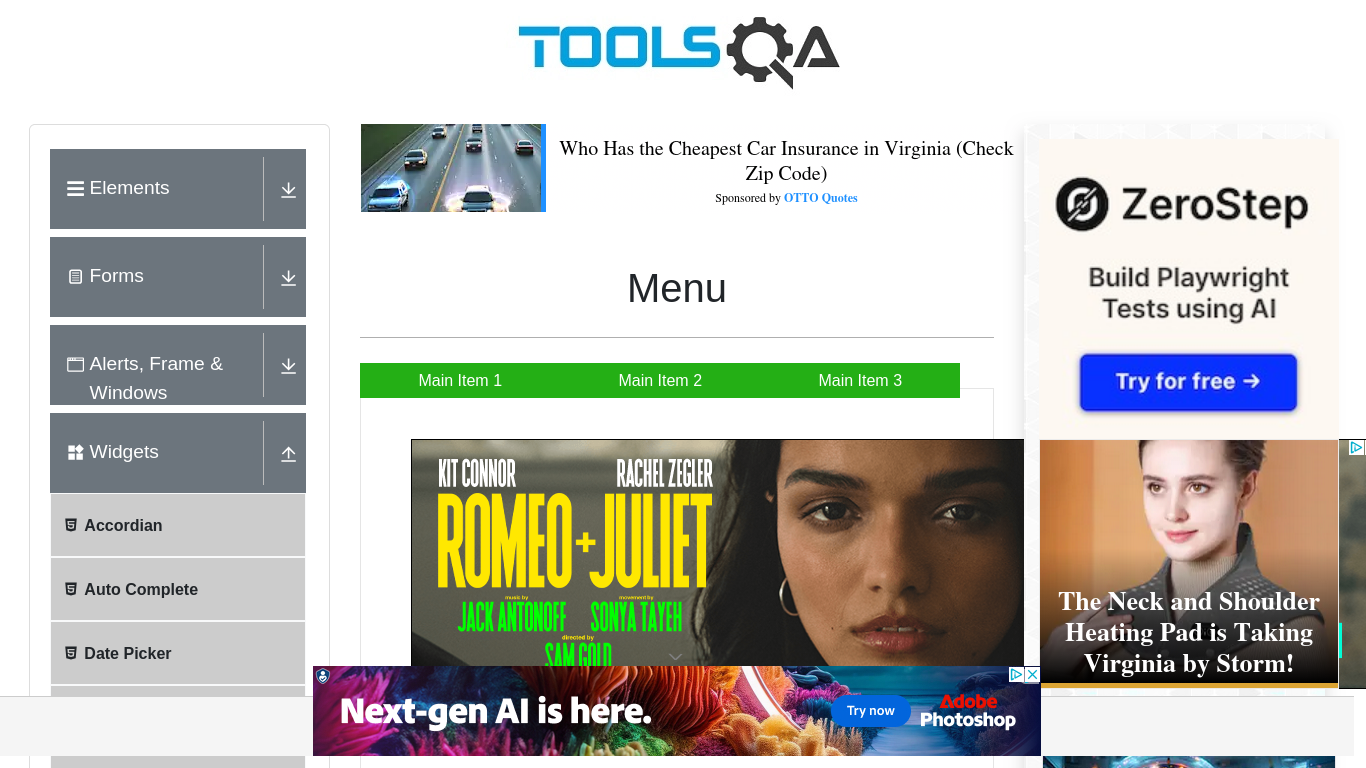 TOOLSQA
Elements
Forms
Alerts, Frame &
Windows
Widgets
Accordian
Auto Complete
Date Picker
Who Has the Cheapest Car Insurance in Virginia (Check
Zip Code)
Sponsored by OTTO Quotes
Menu
Main Item 1
Main Item 2
Main Item 3
KIT CONNOR
RACHEL ZEGLER
ROMEO+JULIET
music by
movement by
JACK ANTONOFF
SONYA TAYEH
directed by
SAM GOLD
ZeroStep
Build Playwright
Tests using AI
Try for free →
The Neck and Shoulder
Heating Pad is Taking
Virginia by Storm!
Next-gen AI is here.
Try now
Adobe
Photoshop